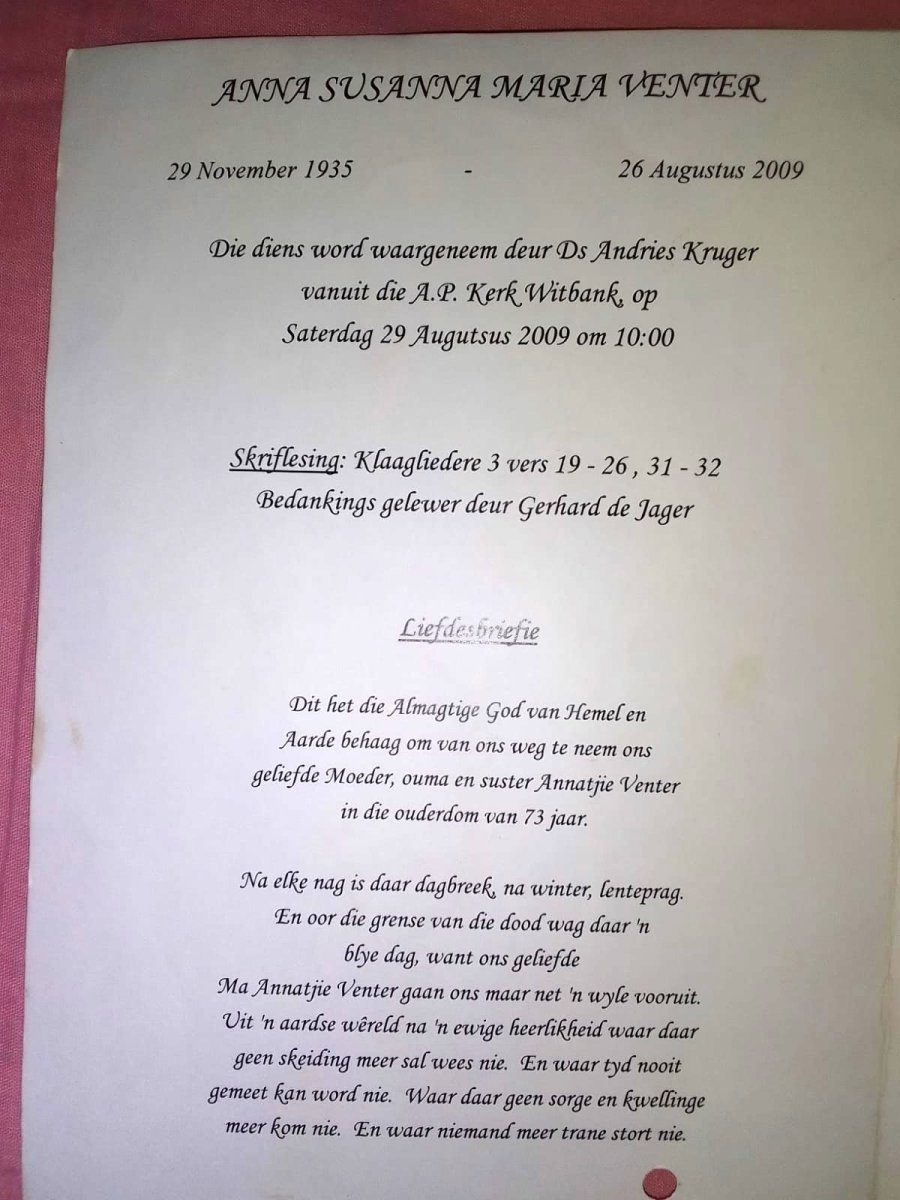 ANNA SUSANNA MARIA VENTER
29 November 1935 - 26 Augustus 2009
Die diens word waargeneem deur Ds Andries Kruger
vanuit die A.P. Kerk Witbank, op
Saterdag 29 Augutsus 2009 om 10:00
Skriflesing: Klaagliedere 3 vers 19 - 26 , 31 - 32
Bedankings gelewer deur Gerhard de Jager
Liefdesbriefie
Dit het die Almagtige God van Hemel en
Aarde behaag om van ons weg te neem ons
geliefde Moeder, ouma en suster Annatjie Venter
in die ouderdom van 73 jaar.
Na elke nag is daar dagbreek, na winter, lenteprag.
En oor die grense van die dood wag daar 'n
blye dag, want ons geliefde
Ma Annatjie Venter gaan ons maar net 'n wyle vooruit.
Uit 'n aardse wêreld na 'n ewige heerlikheid waar daar
geen skeiding meer sal wees nie. En waar tyd nooit
gemeet kan word nie. Waar daar geen sorge en kwellinge
meer kom nie. En waar niemand meer trane stort nie.